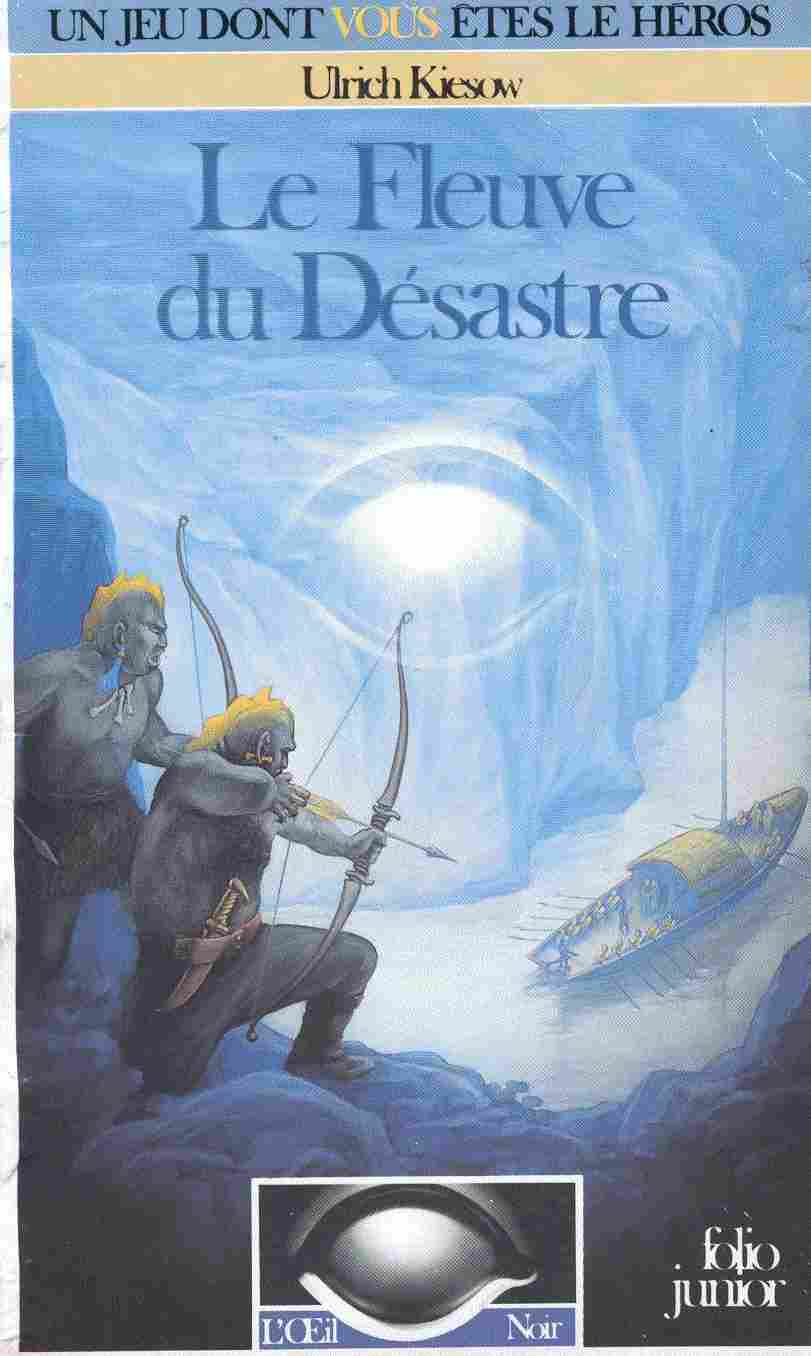 UN JEU DONT VOUS ÊTES LE HÉROS
Ulrich Kiesow
Le Fleuve
du Désastre
L'Œil Noir
folio
junior